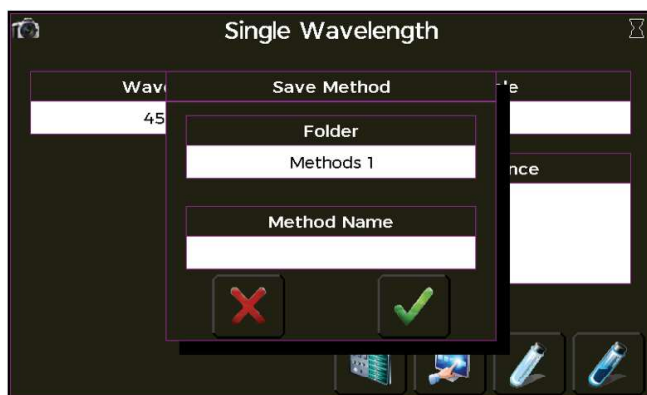 Single Wavelength
Save Method
Folder
Methods 1
Method Name